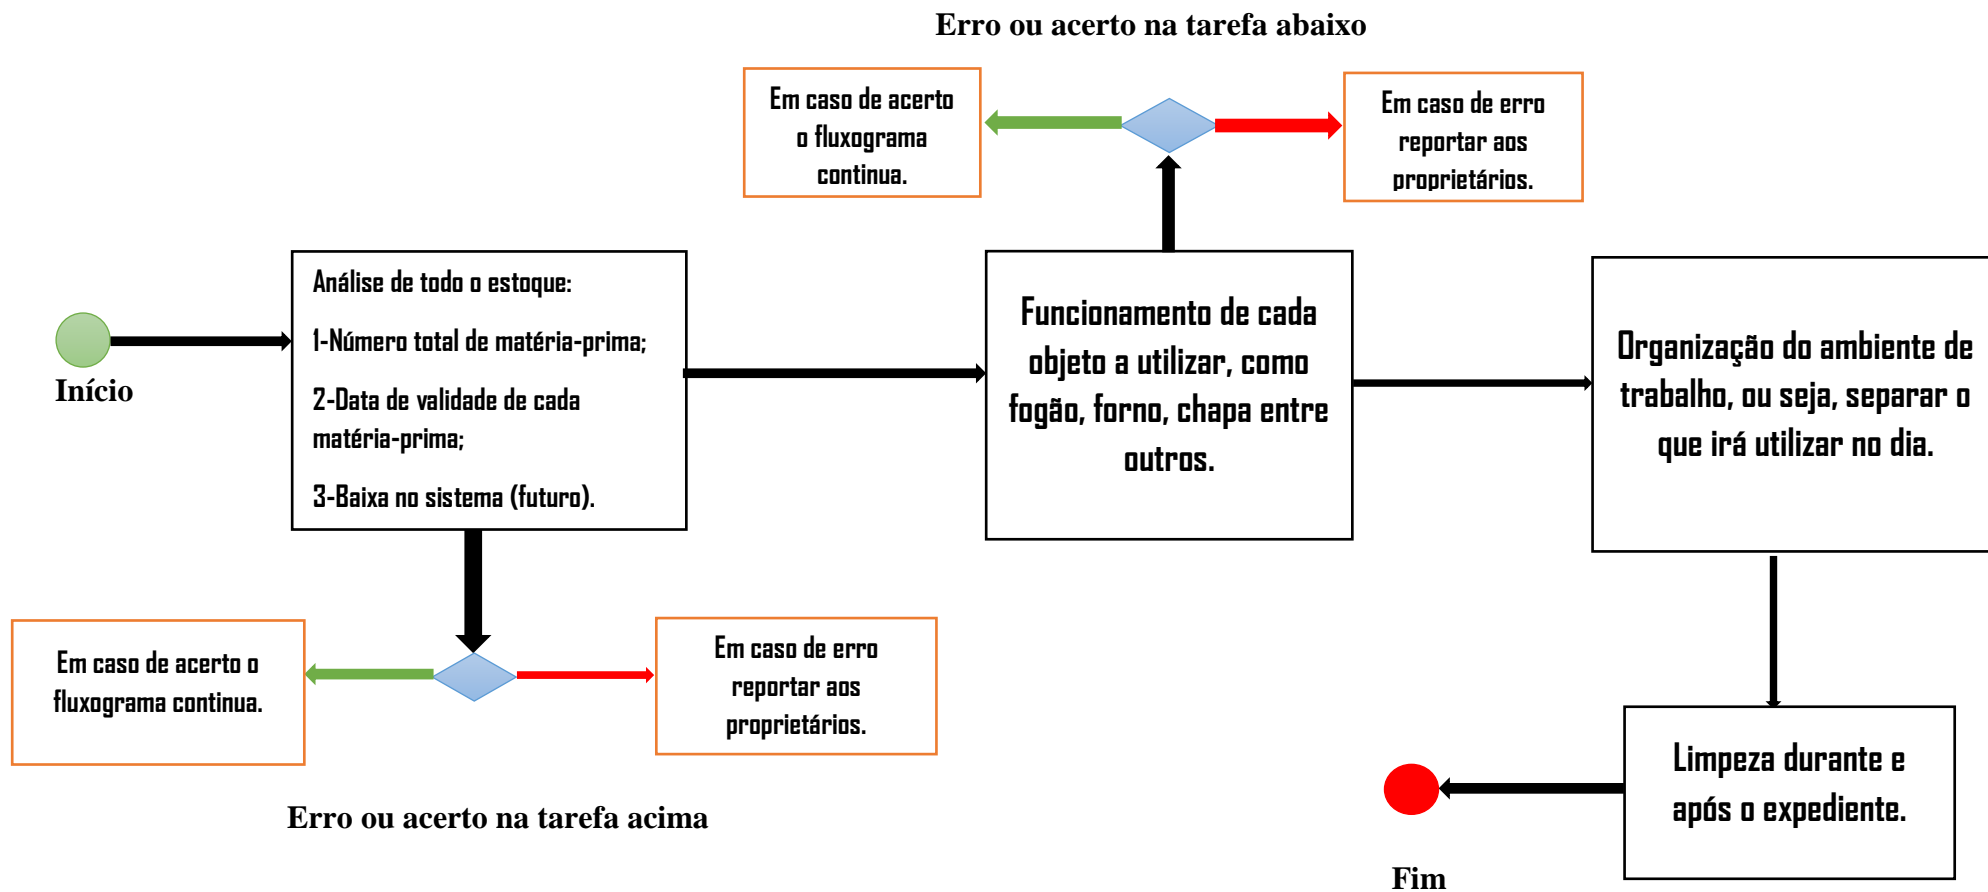 Erro ou acerto na tarefa abaixo
Em caso de acerto
o fluxograma
continua.
Em caso de erro
reportar aos
proprietários.
Início
Análise de todo o estoque:
1-Número total de matéria-prima;
2-Data de validade de cada
matéria-prima;
3-Baixa no sistema (futuro).
Funcionamento de cada
objeto a utilizar, como
fogão, forno, chapa entre
outros.
Organização do ambiente de
trabalho, ou seja, separar o
que irá utilizar no dia.
Em caso de acerto o
fluxograma continua.
Em caso de erro
reportar aos
proprietários.
Erro ou acerto na tarefa acima
Limpeza durante e
após o expediente.
Fim